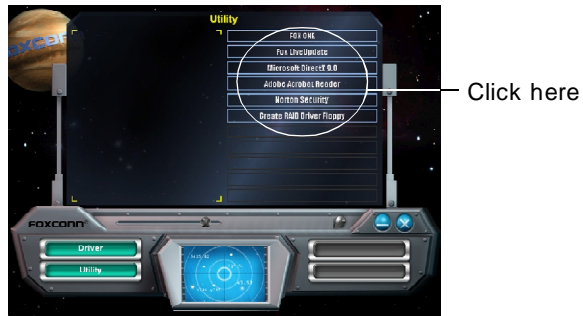 Utility
FOX ONE
Fox LiveUpdate
Microsoft DirectX 9.0
Adobe Acrobat Reader
Norton Security
Create RAID Driver Floppy
Click here
FOXCONN
Driver
Utility